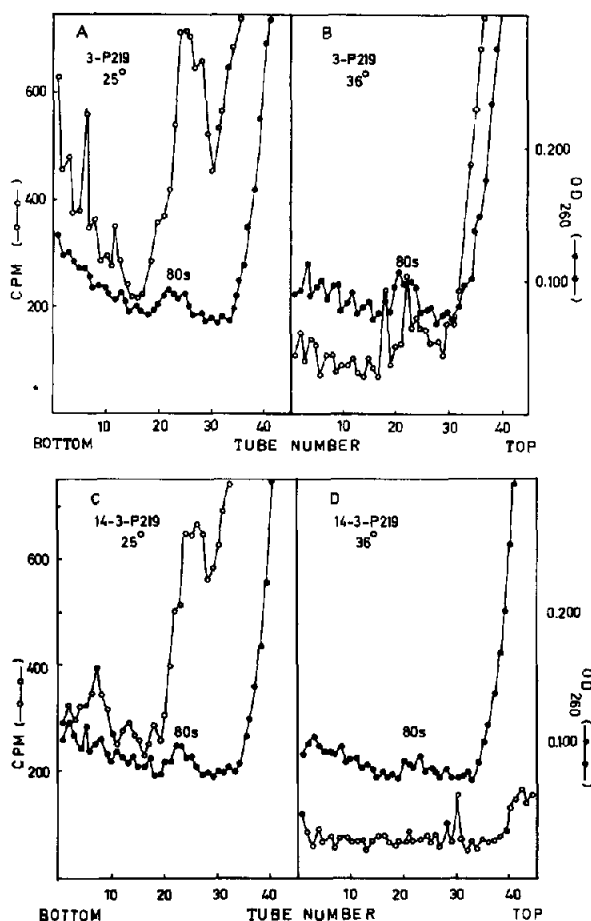 A
3-P219
25°
B
3-P219
36°
600
400
200
CPM (○—○)
0.200
0.100
OD260 (●—●)
80s
80s
10 20 30 40 10 20 30 40
BOTTOM TUBE NUMBER TOP
C
14-3-P219
25°
D
14-3-P219
36°
600
400
200
CPM (○—○)
0.200
0.100
OD260 (●—●)
80s
80s
10 20 30 40 10 20 30 40
BOTTOM TUBE NUMBER TOP